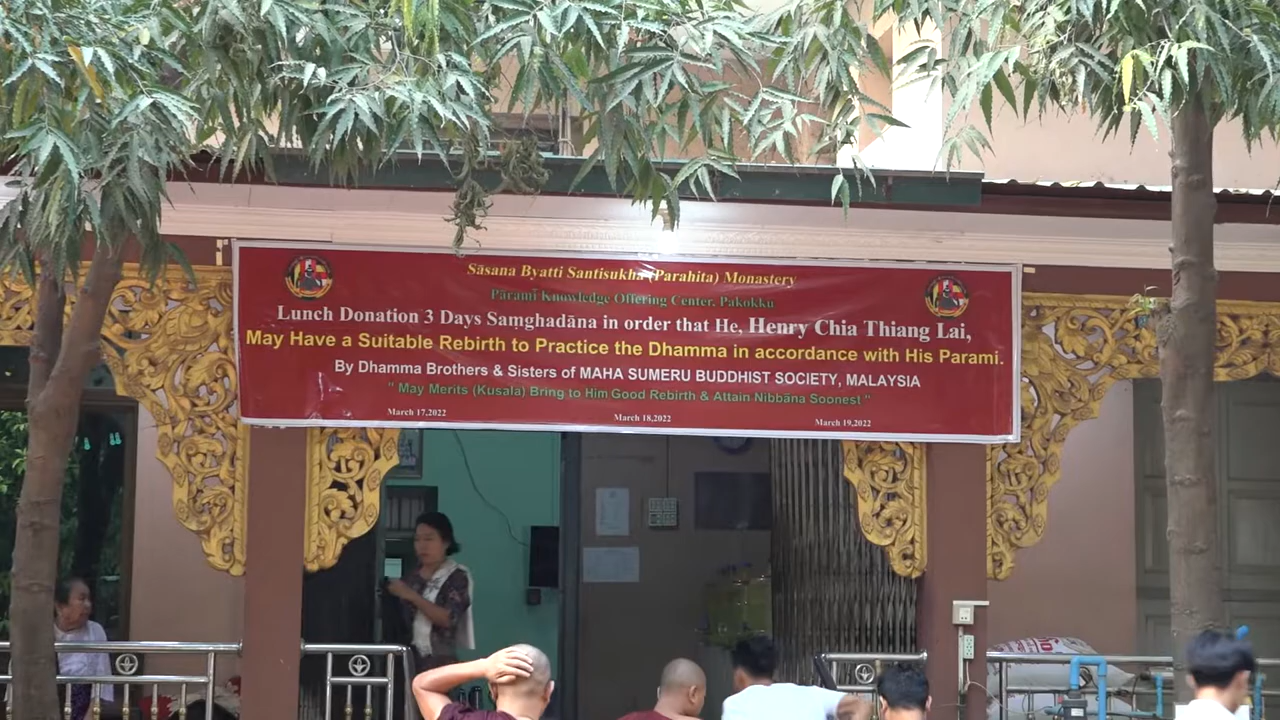 Sāsana Byatti Santisukha (Parahita) Monastery
Pāramī Knowledge Offering Center, Pakokku
Lunch Donation 3 Days Saṃghadāna in order that He, Henry Chia Thiang Lai,
May Have a Suitable Rebirth to Practice the Dhamma in accordance with His Parami.
By Dhamma Brothers & Sisters of MAHA SUMERU BUDDHIST SOCIETY, MALAYSIA
" May Merits (Kusala) Bring to Him Good Rebirth & Attain Nibbāna Soonest "
March 17,2022 March 18,2022 March 19,2022